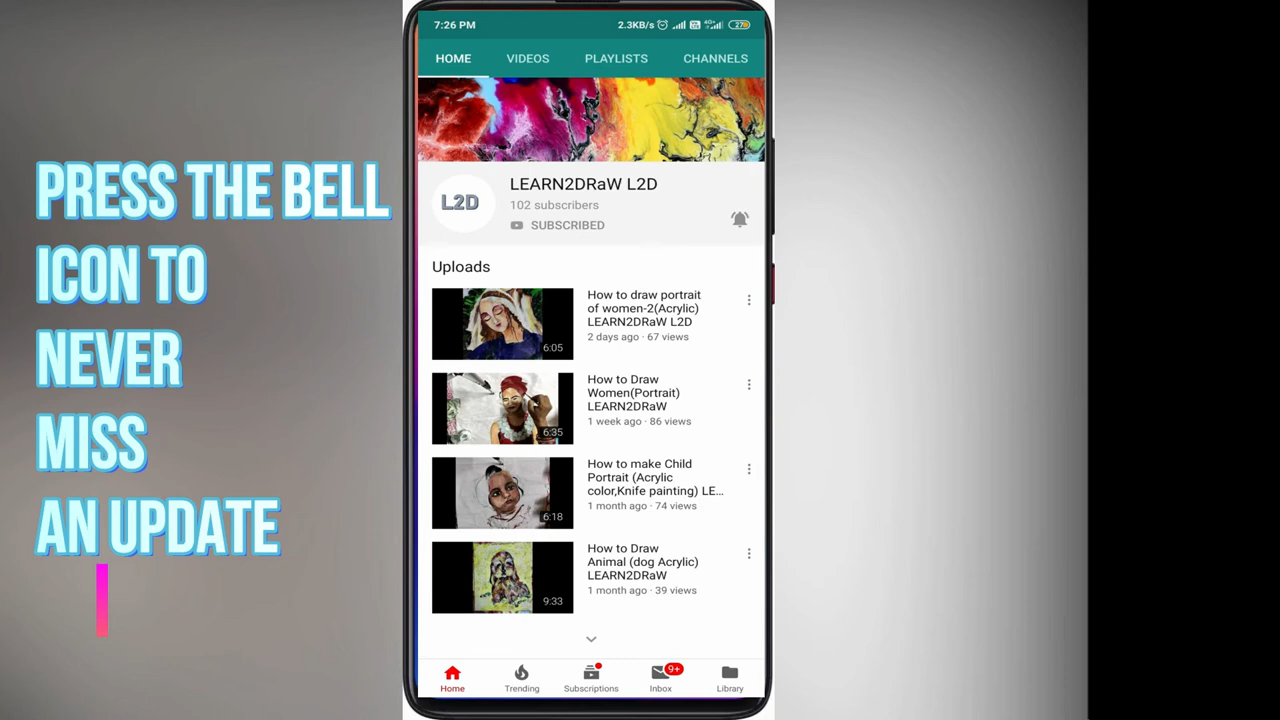 PRESS THE BELL
ICON TO
NEVER
MISS
AN UPDATE
7:26 PM
2.3KB/s
4G+
27
HOME VIDEOS PLAYLISTS CHANNELS
L2D
LEARN2DRaW L2D
102 subscribers
SUBSCRIBED
Uploads
6:05
How to draw portrait
of women-2(Acrylic)
LEARN2DRaW L2D
2 days ago · 67 views
6:35
How to Draw
Women(Portrait)
LEARN2DRaW
1 week ago · 86 views
6:18
How to make Child
Portrait (Acrylic
color,Knife painting) LE...
1 month ago · 74 views
9:33
How to Draw
Animal (dog Acrylic)
LEARN2DRaW
1 month ago · 39 views
9+
Home Trending Subscriptions Inbox Library